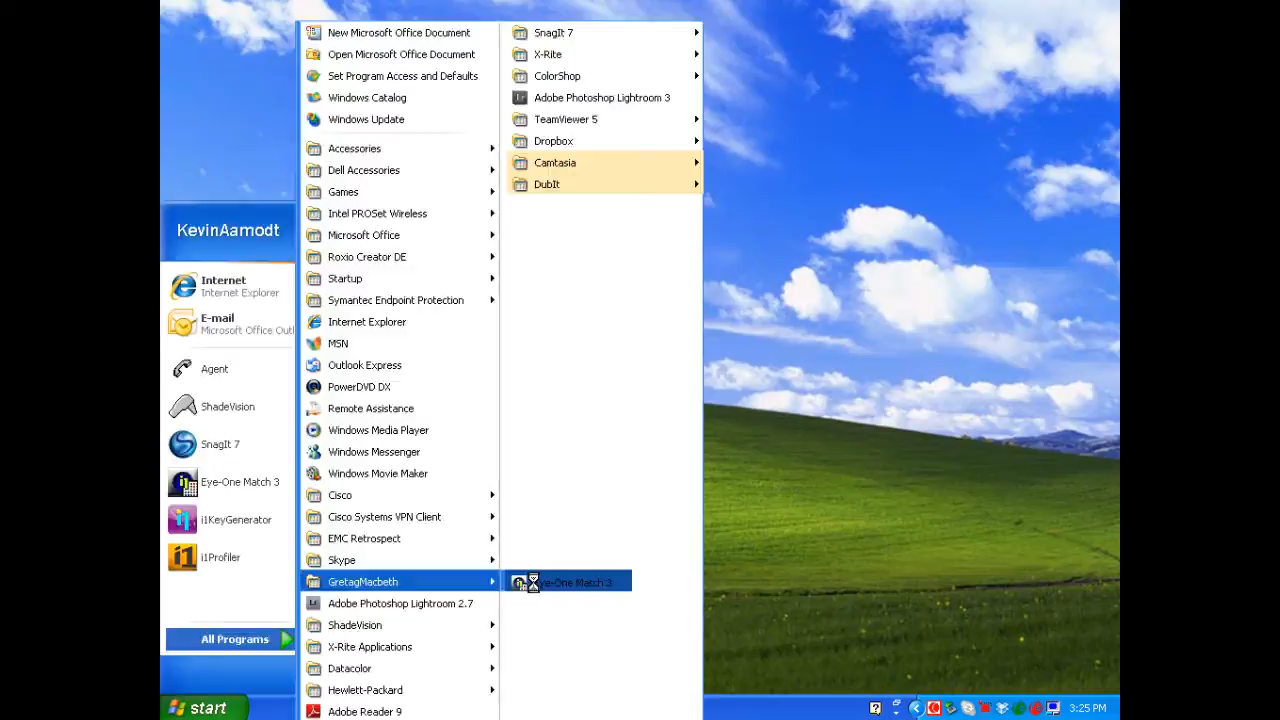 KevinAamodt
Internet
Internet Explorer
E-mail
Microsoft Office Outl
Agent
ShadeVision
SnagIt 7
Eye-One Match 3
i1KeyGenerator
i1Profiler
All Programs
start
New Microsoft Office Document
Open Microsoft Office Document
Set Program Access and Defaults
Windows Catalog
Windows Update
Accessories
Dell Accessories
Games
Intel PROSet Wireless
Microsoft Office
Roxio Creator DE
Startup
Symantec Endpoint Protection
Internet Explorer
MSN
Outlook Express
PowerDVD DX
Remote Assistance
Windows Media Player
Windows Messenger
Windows Movie Maker
Cisco
Cisco Systems VPN Client
EMC Retrospect
Skype
GretagMacbeth
Adobe Photoshop Lightroom 2.7
ShadeVision
X-Rite Applications
Datacolor
Hewlett-Packard
Adobe Reader 9
SnagIt 7
X-Rite
ColorShop
Adobe Photoshop Lightroom 3
TeamViewer 5
Dropbox
Camtasia
DubIt
ye-One Match 3
3:25 PM